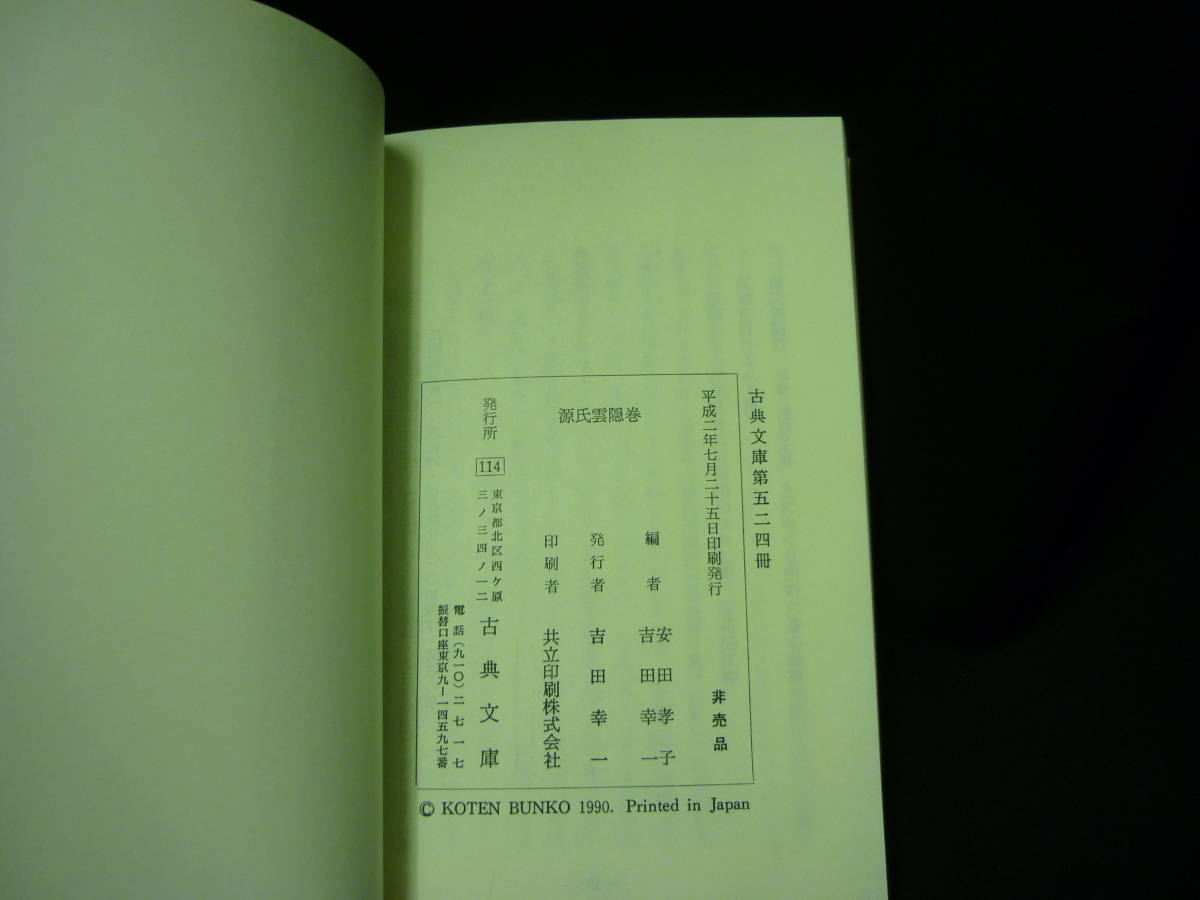 古典文庫第五二四冊
平成二年七月二十五日印刷発行
非売品
源氏雲隠巻
編者 安田孝子
吉田幸一
発行者 吉田幸一
印刷者 共立印刷株式会社
発行所
114
東京都北区西ケ原
三ノ三四ノ一二
古典文庫
電話(九一〇)二七一七
振替口座東京九ー一四五九七番
© KOTEN BUNKO 1990. Printed in Japan